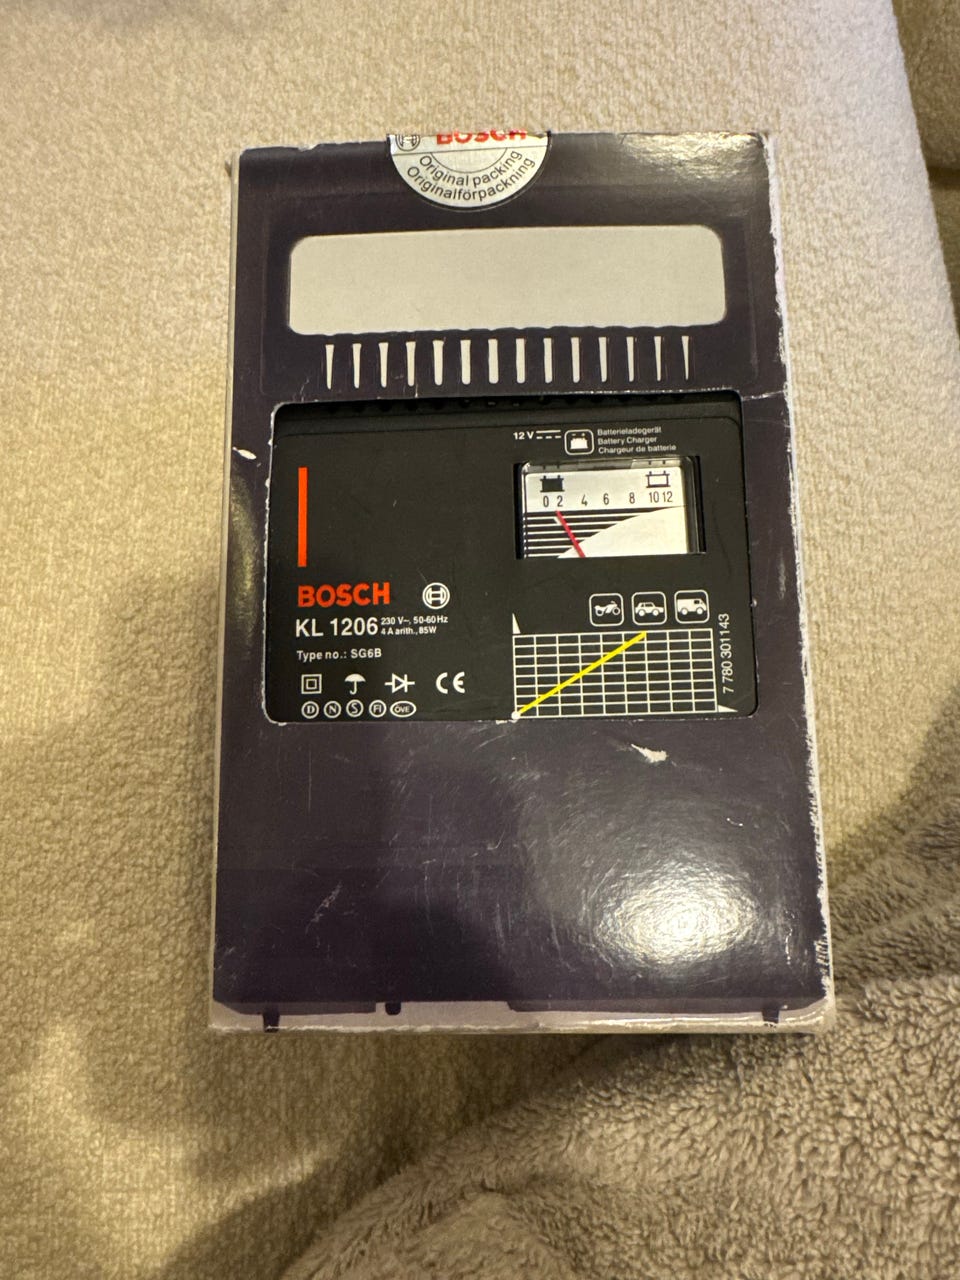 BOSCH
Original packing
Originalförpackning
12 V
Batterieladegerät
Battery Charger
Chargeur de batterie
0 2 4 6 8 10 12
BOSCH
KL 1206 230 V~, 50-60 Hz
4 A arith., 85W
Type no.: SG6B
CE
D N S FI ÖVE
7 780 301 143